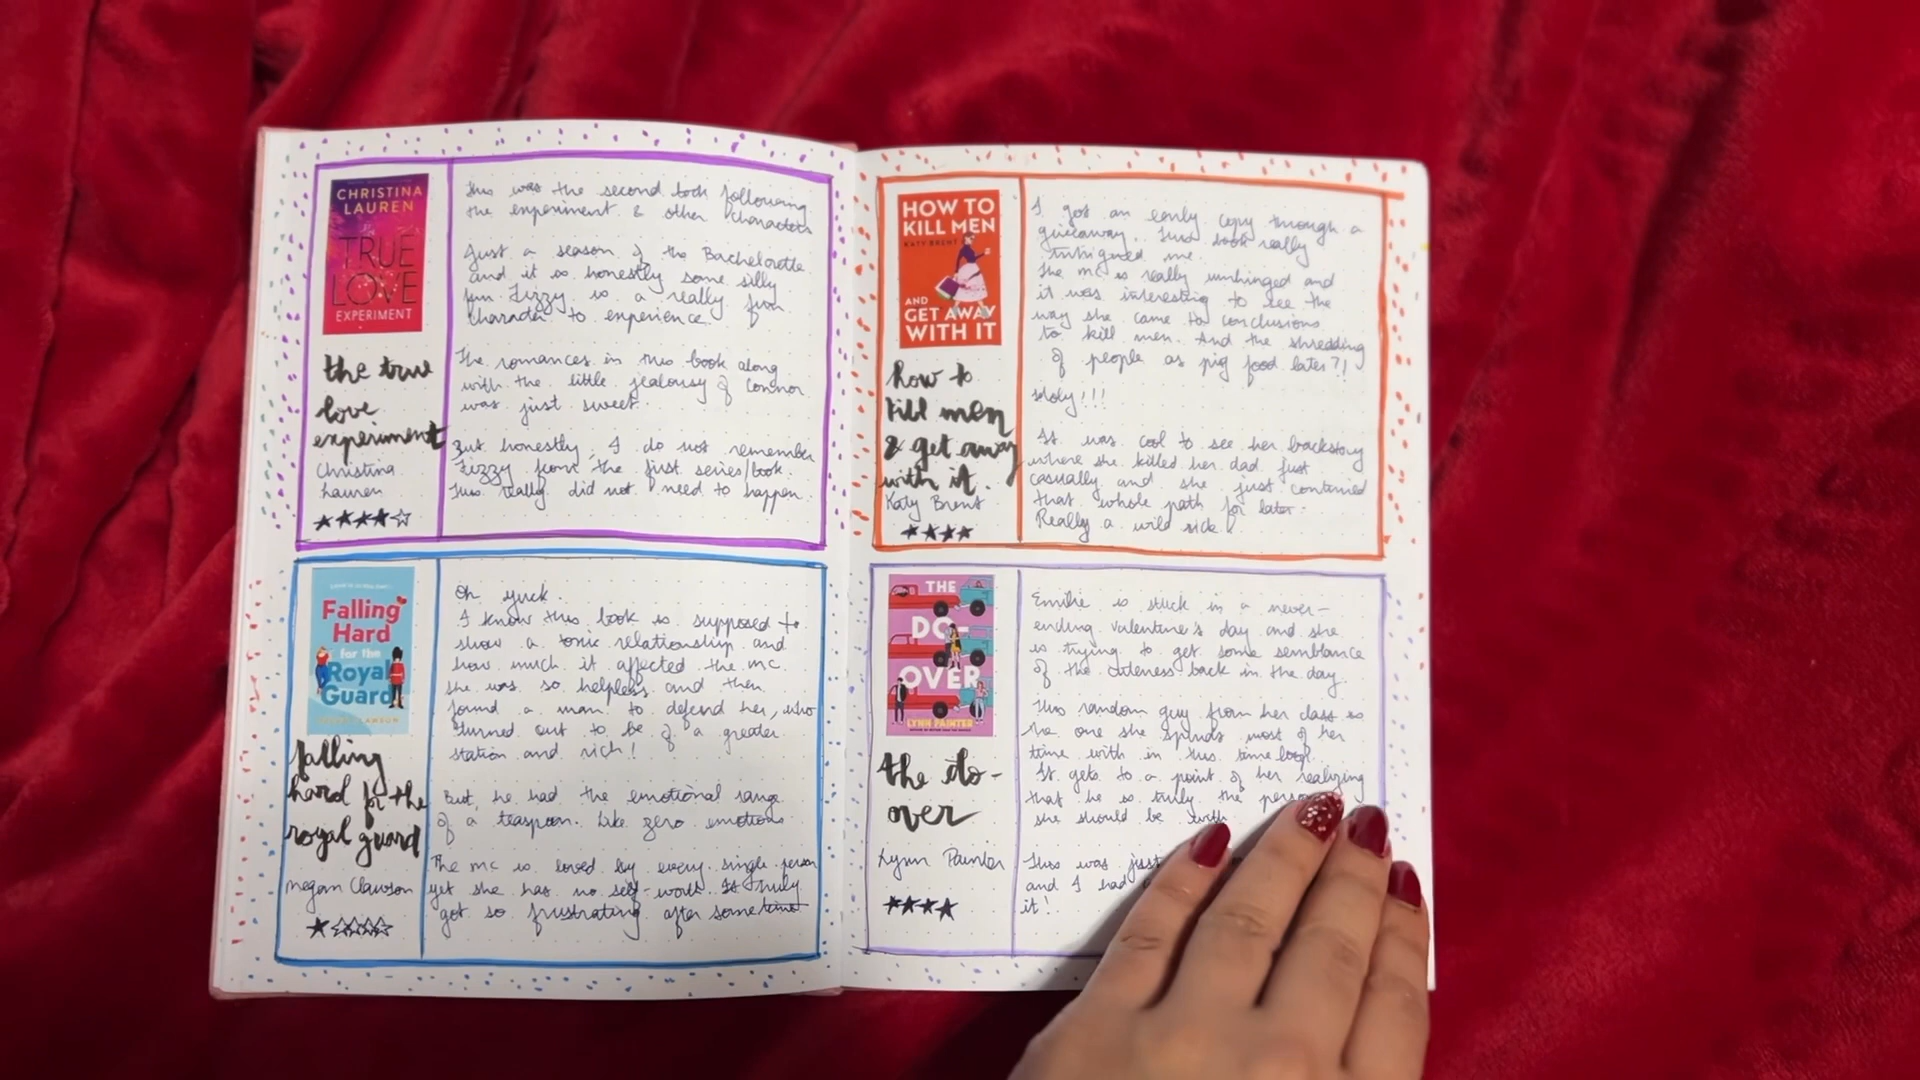 CHRISTINA
LAUREN
THE
TRUE
LOVE
EXPERIMENT
the true
love
experiment
Christina
Lauren
★★★★☆
This was the second book following
the experiment & other characters
Just a season of the Bachelorette
and it is honestly some silly
fun. Fizzy is a really fun
character to experience.
The romances in this book along
with the little jealousy of Connor
was just sweet.
But honestly, I do not remember
Fizzy from the first series/book.
This really did not need to happen.
Falling
Hard
for the
Royal
Guard
MEGAN CLAWSON
falling
hard for the
royal guard
Megan Clawson
★☆☆☆☆
Oh yuck.
I know this book is supposed to
show a toxic relationship and
how much it affected the mc.
She was so helpless and then
found a man to defend her, who
turned out to be of a greater
station and rich!
But, he had the emotional range
of a teaspoon. Like zero emotions
The mc is loved by every single person
yet she has no self-worth. It truly
got so frustrating after sometime
HOW TO
KILL MEN
KATY BRENT
AND
GET AWAY
WITH IT
how to
kill men
& get away
with it.
Katy Brent
★★★★
I got an early copy through a
giveaway. This book really
intrigued me.
The mc is really unhinged and
it was interesting to see the
way she came to conclusions
to kill men. And the shredding
of people as pig food later?!
Holy!!!
It was cool to see her backstory
where she killed her dad just
casually and she just continued
that whole path for later.
Really a wild ride
THE
DO-
OVER
LYNN PAINTER
the do-
over
Lynn Painter
★★★★
Emilie is stuck in a never-
ending valentine's day and she
is trying to get some semblance
of the cuteness back in the day.
This random guy from her class is
the one she spends most of her
time with in this time loop.
It gets to a point of her realizing
that he is truly the person
she should be with
This was just
and I had
it!